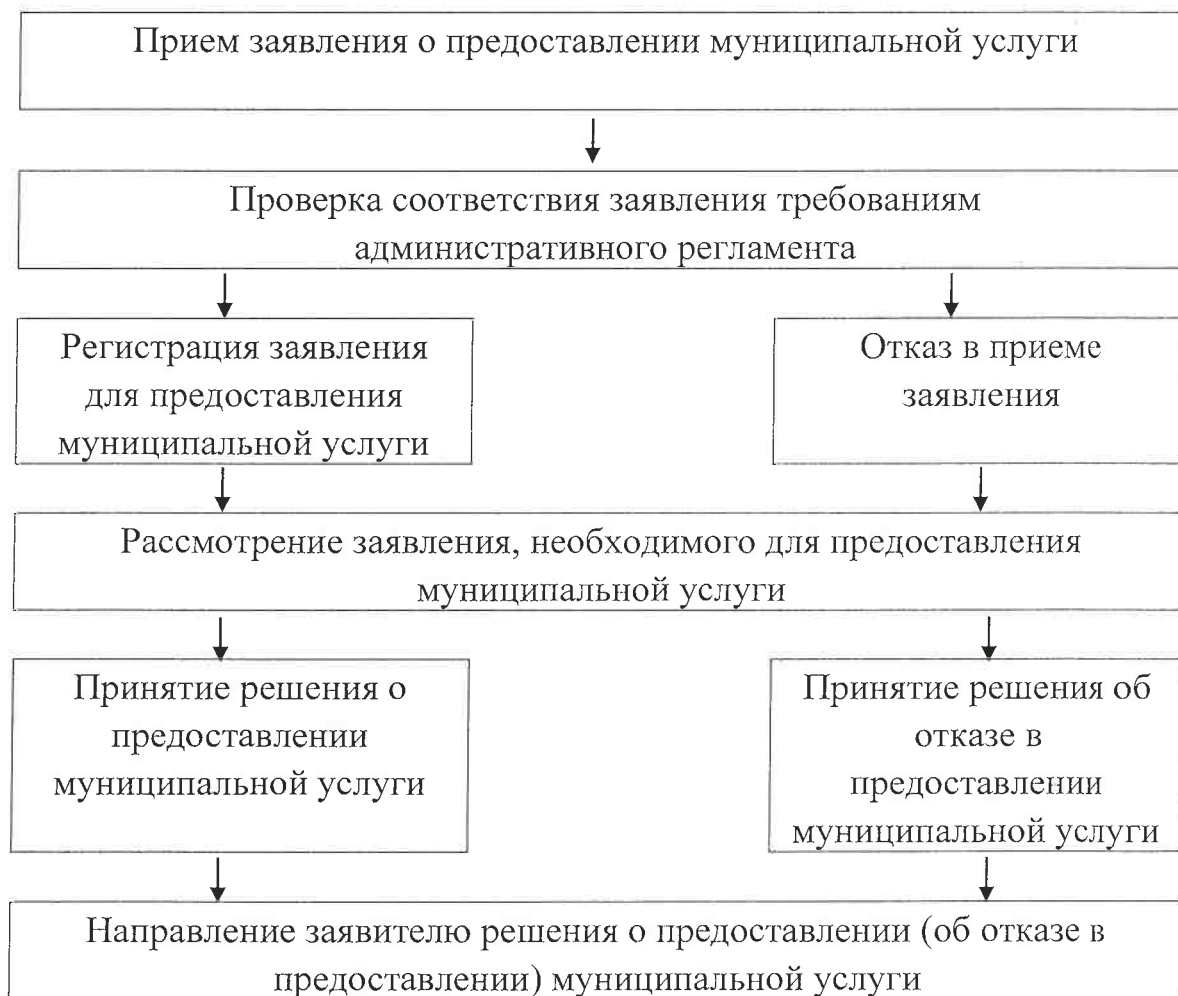 Прием заявления о предоставлении муниципальной услуги
Проверка соответствия заявления требованиям
административного регламента
Регистрация заявления
для предоставления
муниципальной услуги
Отказ в приеме
заявления
Рассмотрение заявления, необходимого для предоставления
муниципальной услуги
Принятие решения о
предоставлении
муниципальной услуги
Принятие решения об
отказе в
предоставлении
муниципальной услуги
Направление заявителю решения о предоставлении (об отказе в
предоставлении) муниципальной услуги